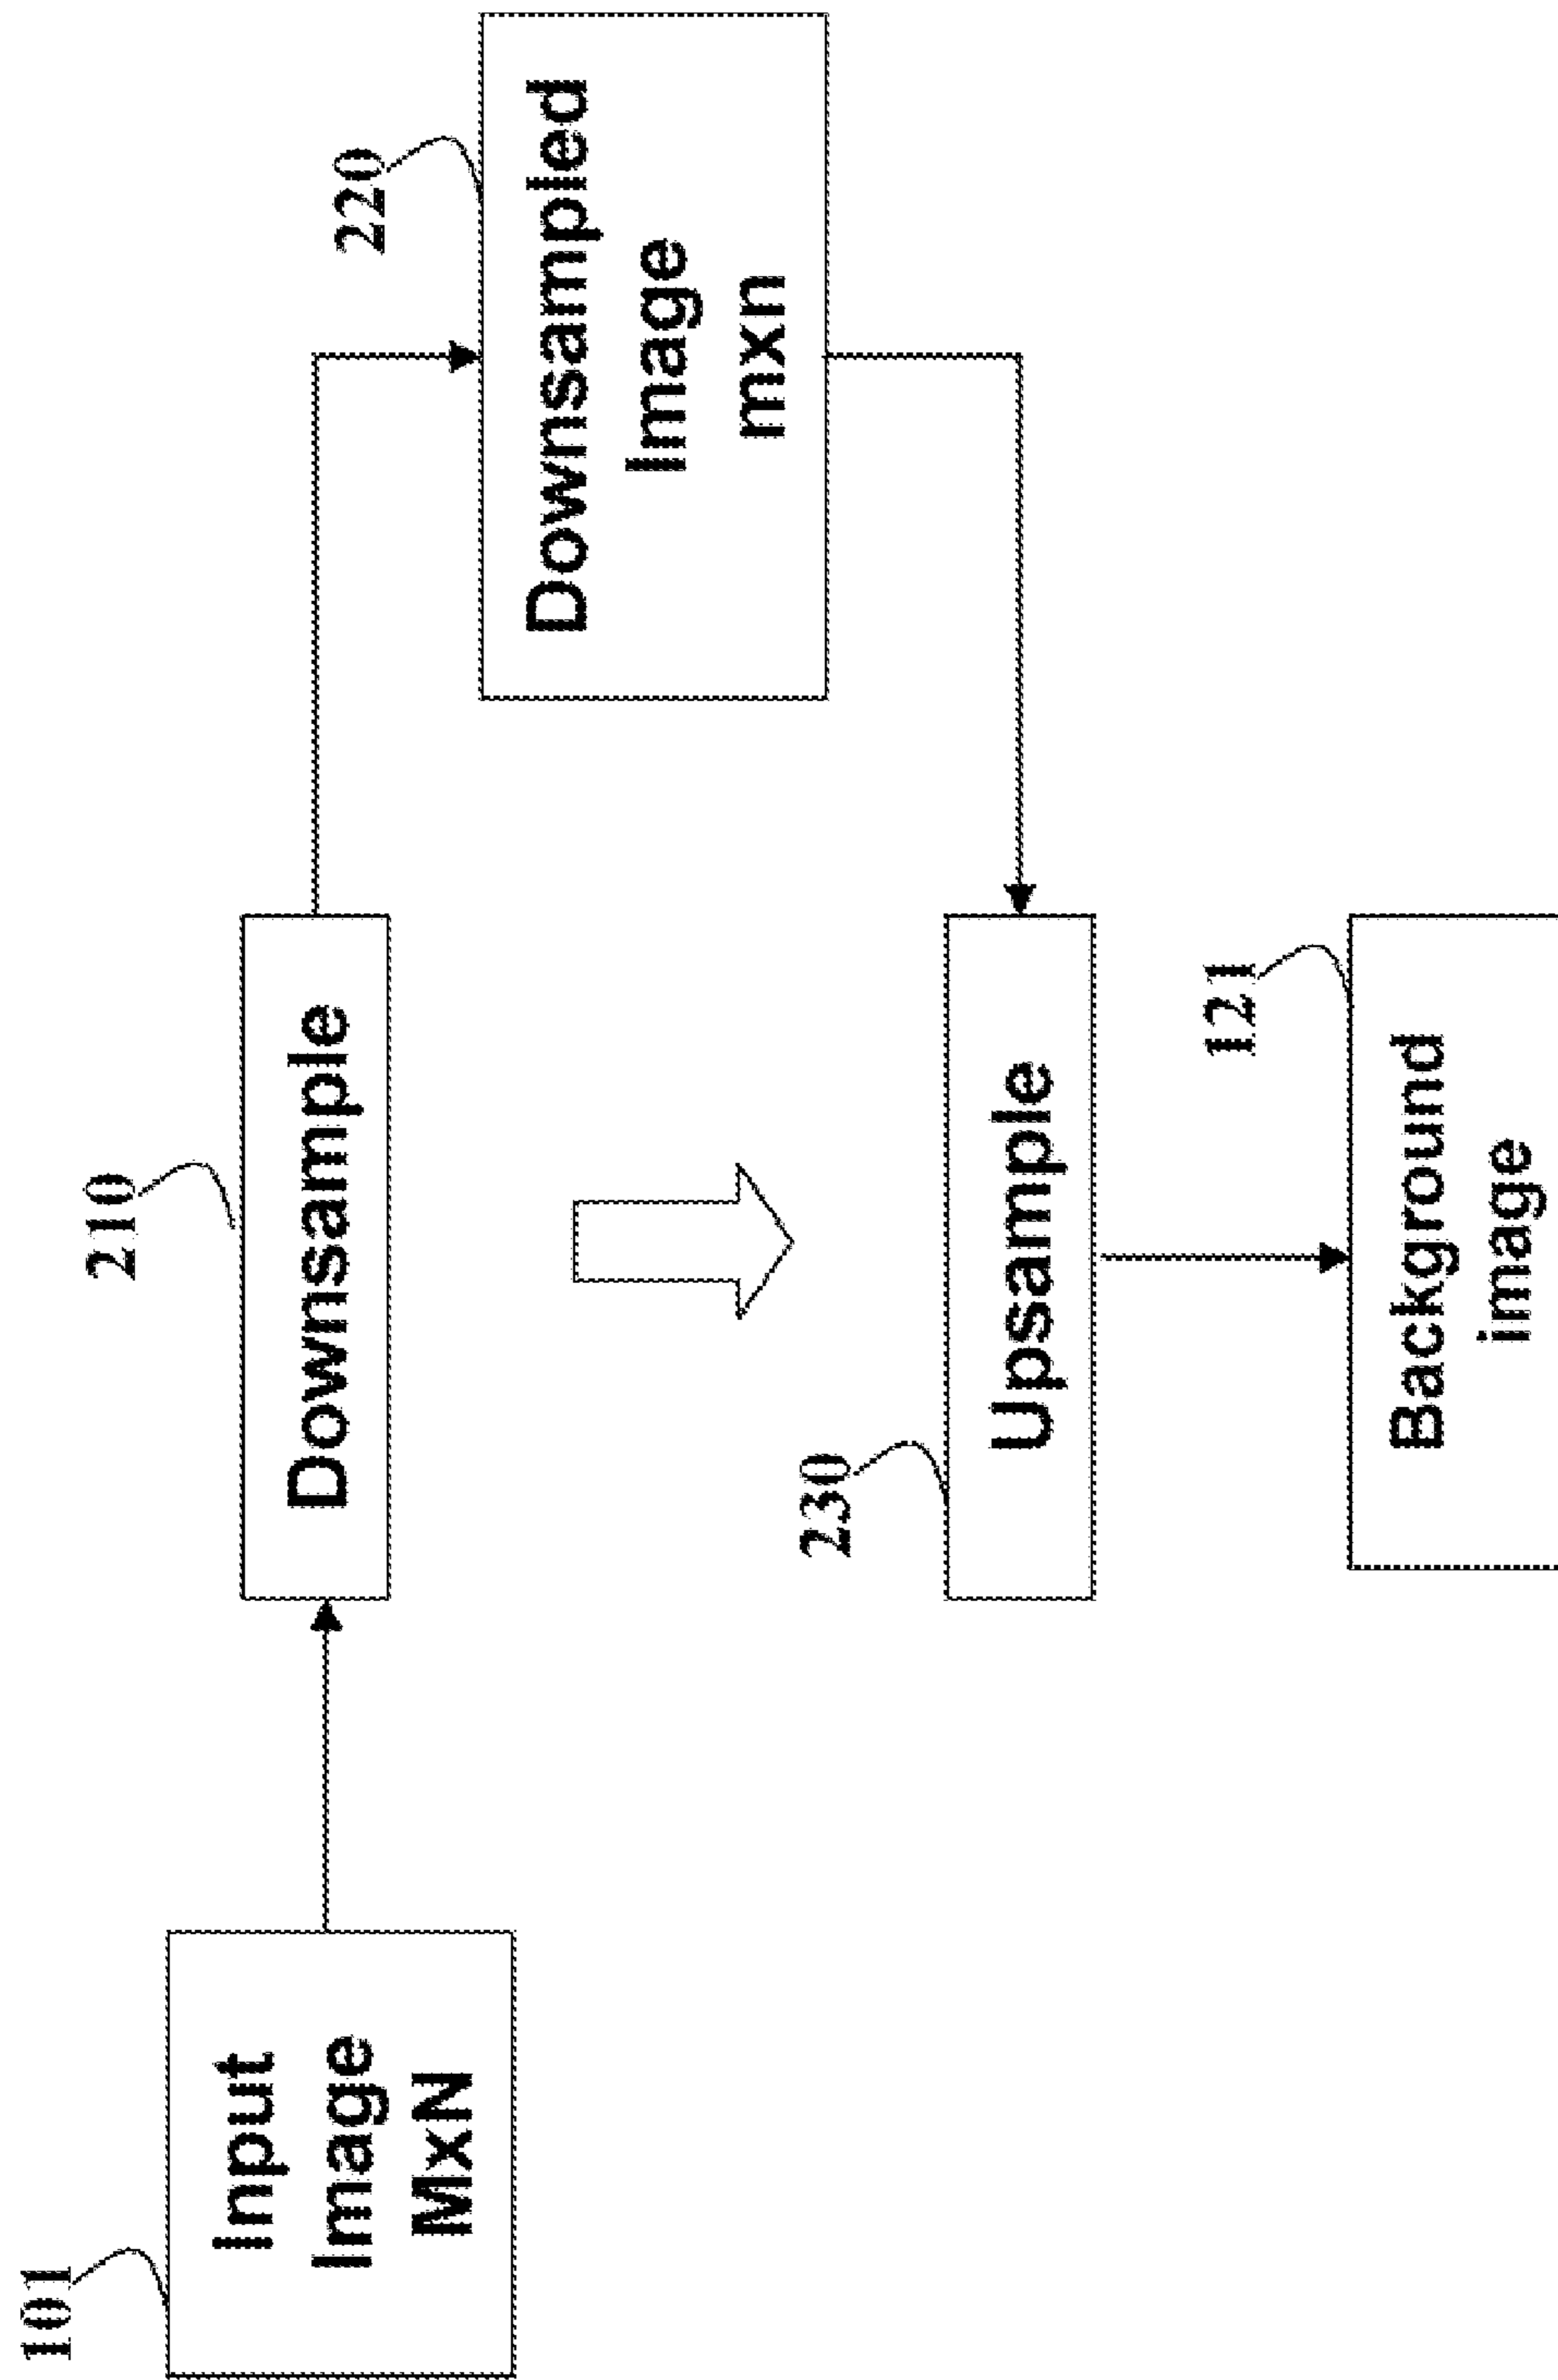 101
Input
Image
MxN
210
Downsample
220
Downsampled
Image
mxn
230
Upsample
121
Background
image